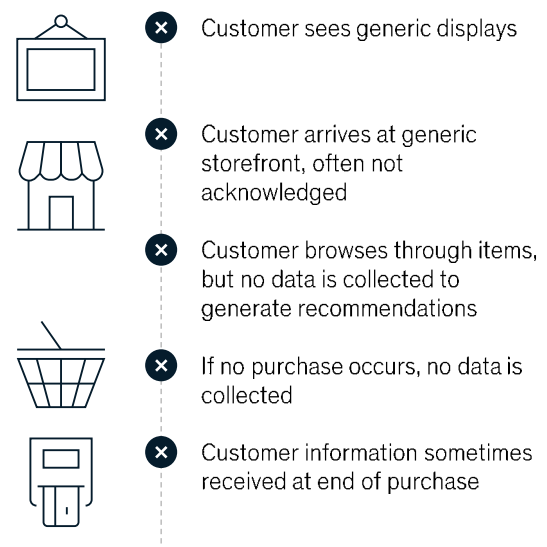 Customer sees generic displays
Customer arrives at generic
storefront, often not
acknowledged
Customer browses through items,
but no data is collected to
generate recommendations
If no purchase occurs, no data is
collected
Customer information sometimes
received at end of purchase